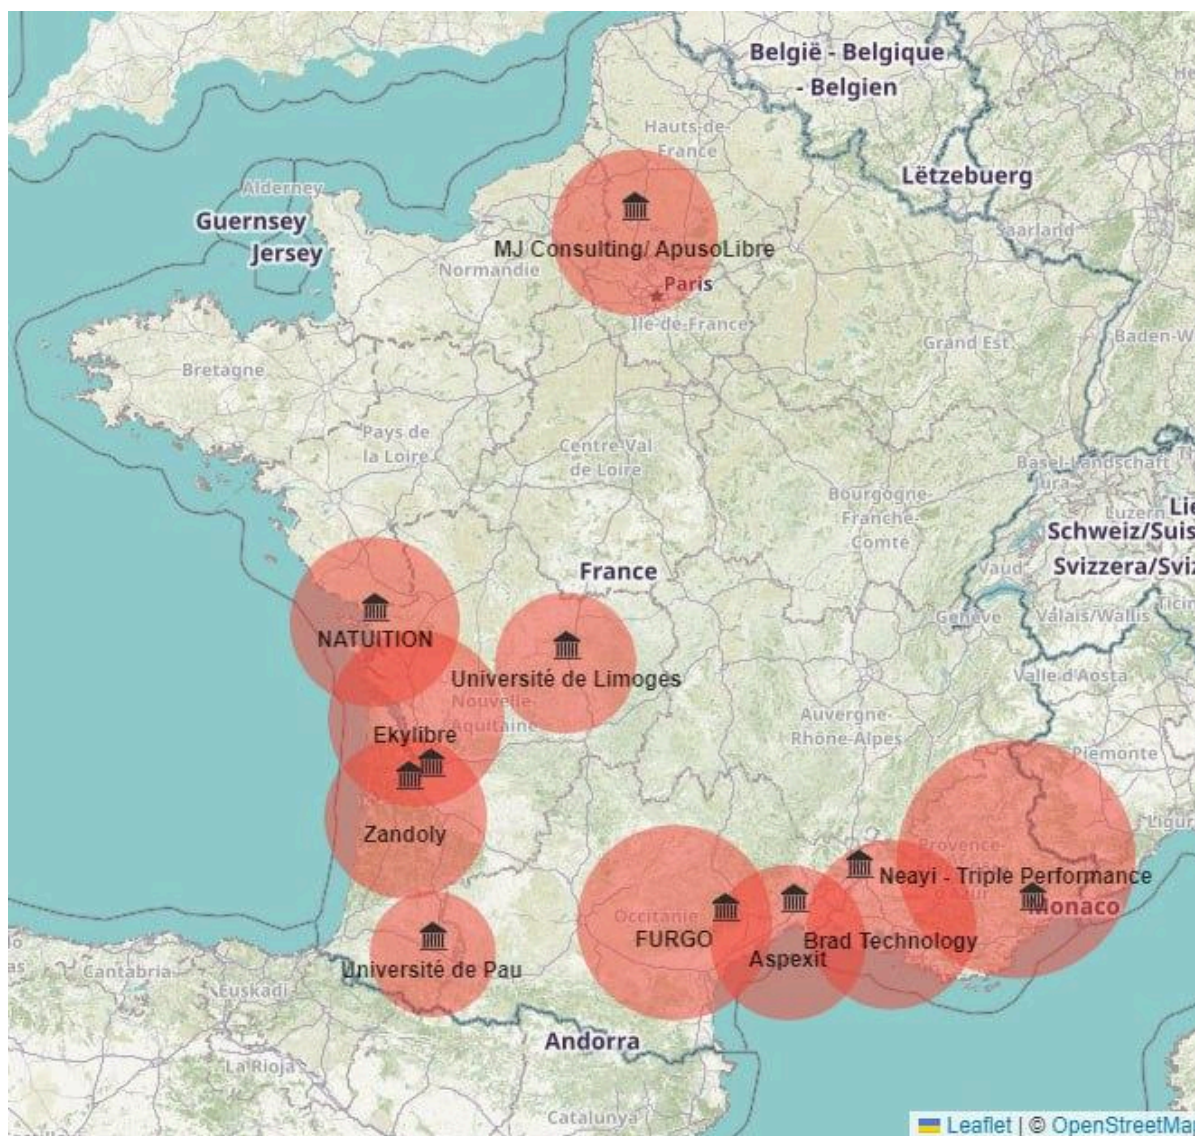 België - Belgique
- Belgien
Hauts-de-
France
Lëtzebuerg
Alderney
Guernsey
Jersey
Saarland
MJ Consulting/ ApusoLibre
Normandie
Paris
Île-de-France
Grand Est
Baden-W
Bretagne
Pays de
la Loire
Centre-Val
de Loire
Basel-Landschaft
Jura
Bourgogne-
Franche-
Comté
Luzern
Lie
Schweiz/Suis
Svizzera/Sviz
Vaud
France
Ticin
Genève
Valais/Wallis
NATUITION
Université de Limoges
Valle d'Aosta
Nouvelle-
Aquitaine
Ekylibre
Auvergne-
Rhône-Alpes
Piemonte
Zandoly
Ligur
Provence-
Neayi - Triple Performance
Monaco
Occitanie
FURGO
Brad Technology
Aspexit
Université de Pau
Cantabria
Euskadi
Andorra
La Rioja
Catalunya
Leaflet | © OpenStreetMa